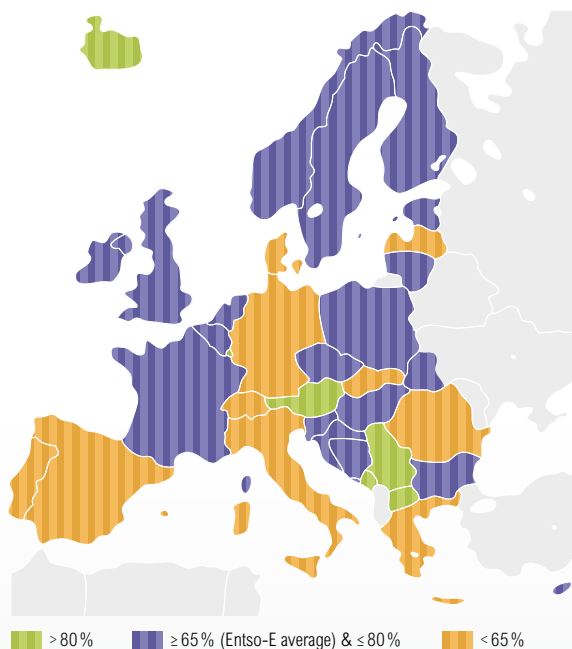 > 80 % ≥ 65 % (Entso-E average) & ≤ 80 % < 65 %